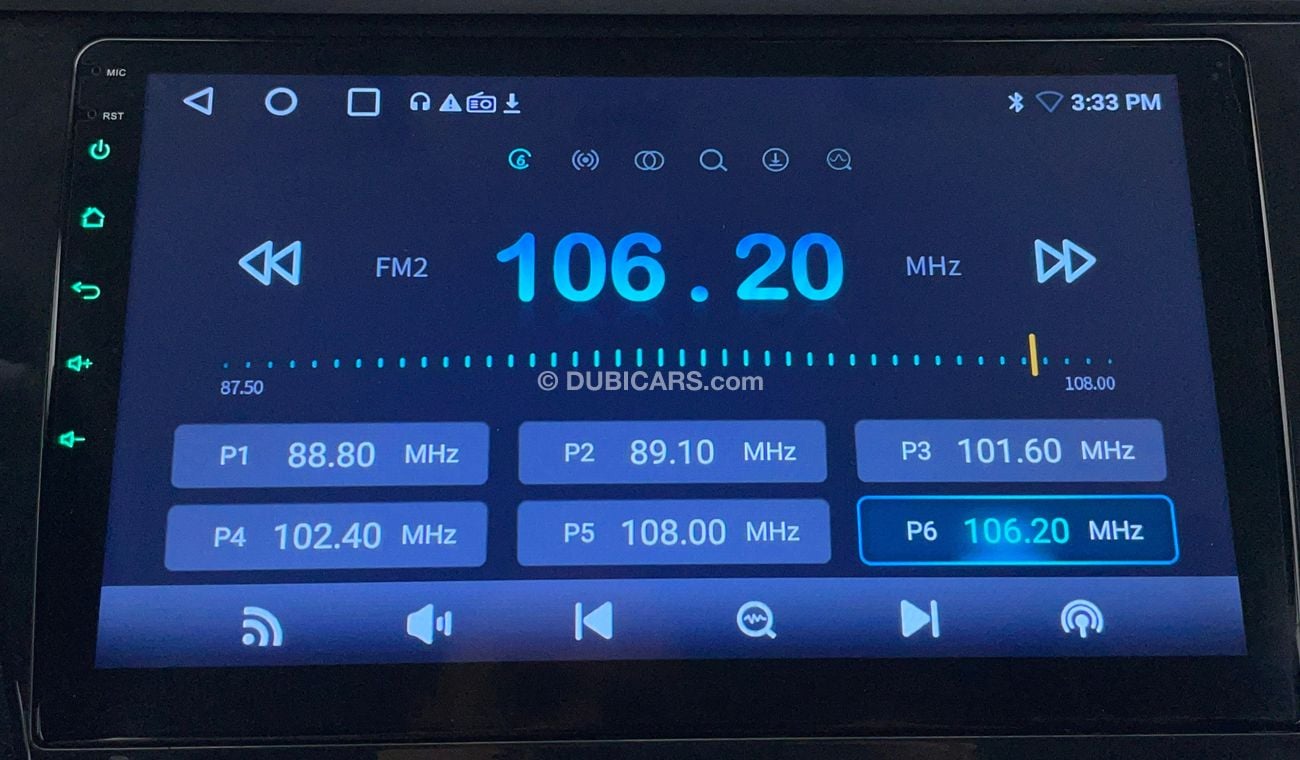 MIC
RST
3:33 PM
6
FM2 106.20 MHz
87.50 108.00
© DUBICARS.com
P1 88.80 MHz P2 89.10 MHz P3 101.60 MHz
P4 102.40 MHz P5 108.00 MHz P6 106.20 MHz